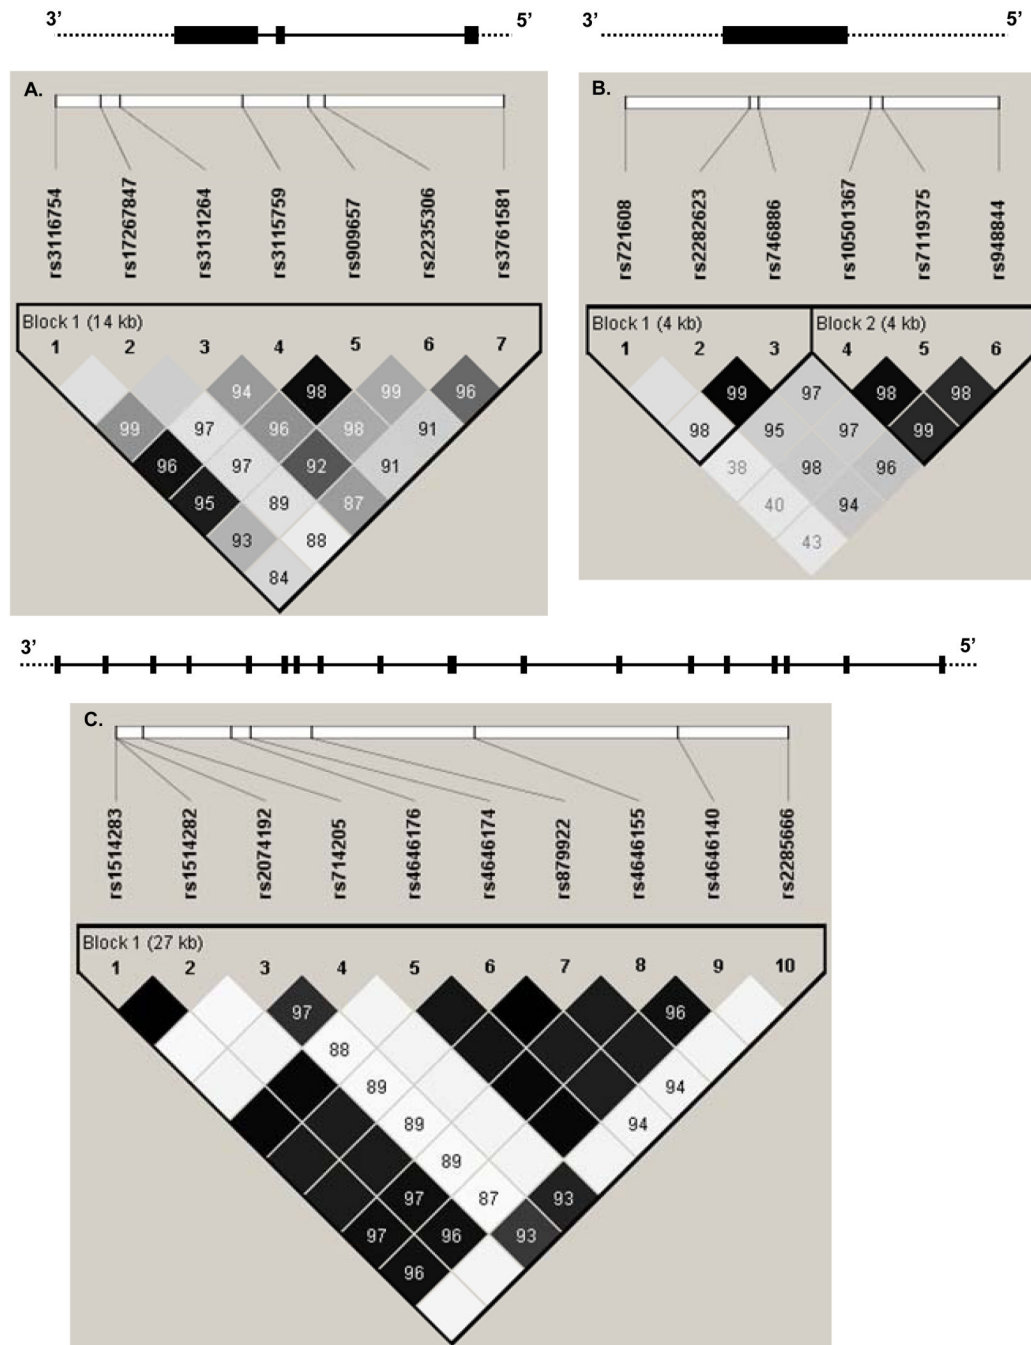 3' 5'
A.
rs3116754
rs17267847
rs3131264
rs3115759
rs909657
rs2235306
rs3761581
Block 1 (14 kb)
1 2 3 4 5 6 7
94 98 99 96
99 97 96 98 91
96 97 92 91
95 89 87
93 88
84
3' 5'
B.
rs721608
rs2282623
rs746886
rs10501367
rs7119375
rs948844
Block 1 (4 kb) Block 2 (4 kb)
1 2 3 4 5 6
99 97 98 98
98 95 97 99
38 98 96
40 94
43
3' 5'
C.
rs1514283
rs1514282
rs2074192
rs714205
rs4646176
rs4646174
rs879922
rs4646155
rs4646140
rs2285666
Block 1 (27 kb)
1 2 3 4 5 6 7 8 9 10
97 96
88
89 94
89 94
89
97 87 93
97 96 93
96